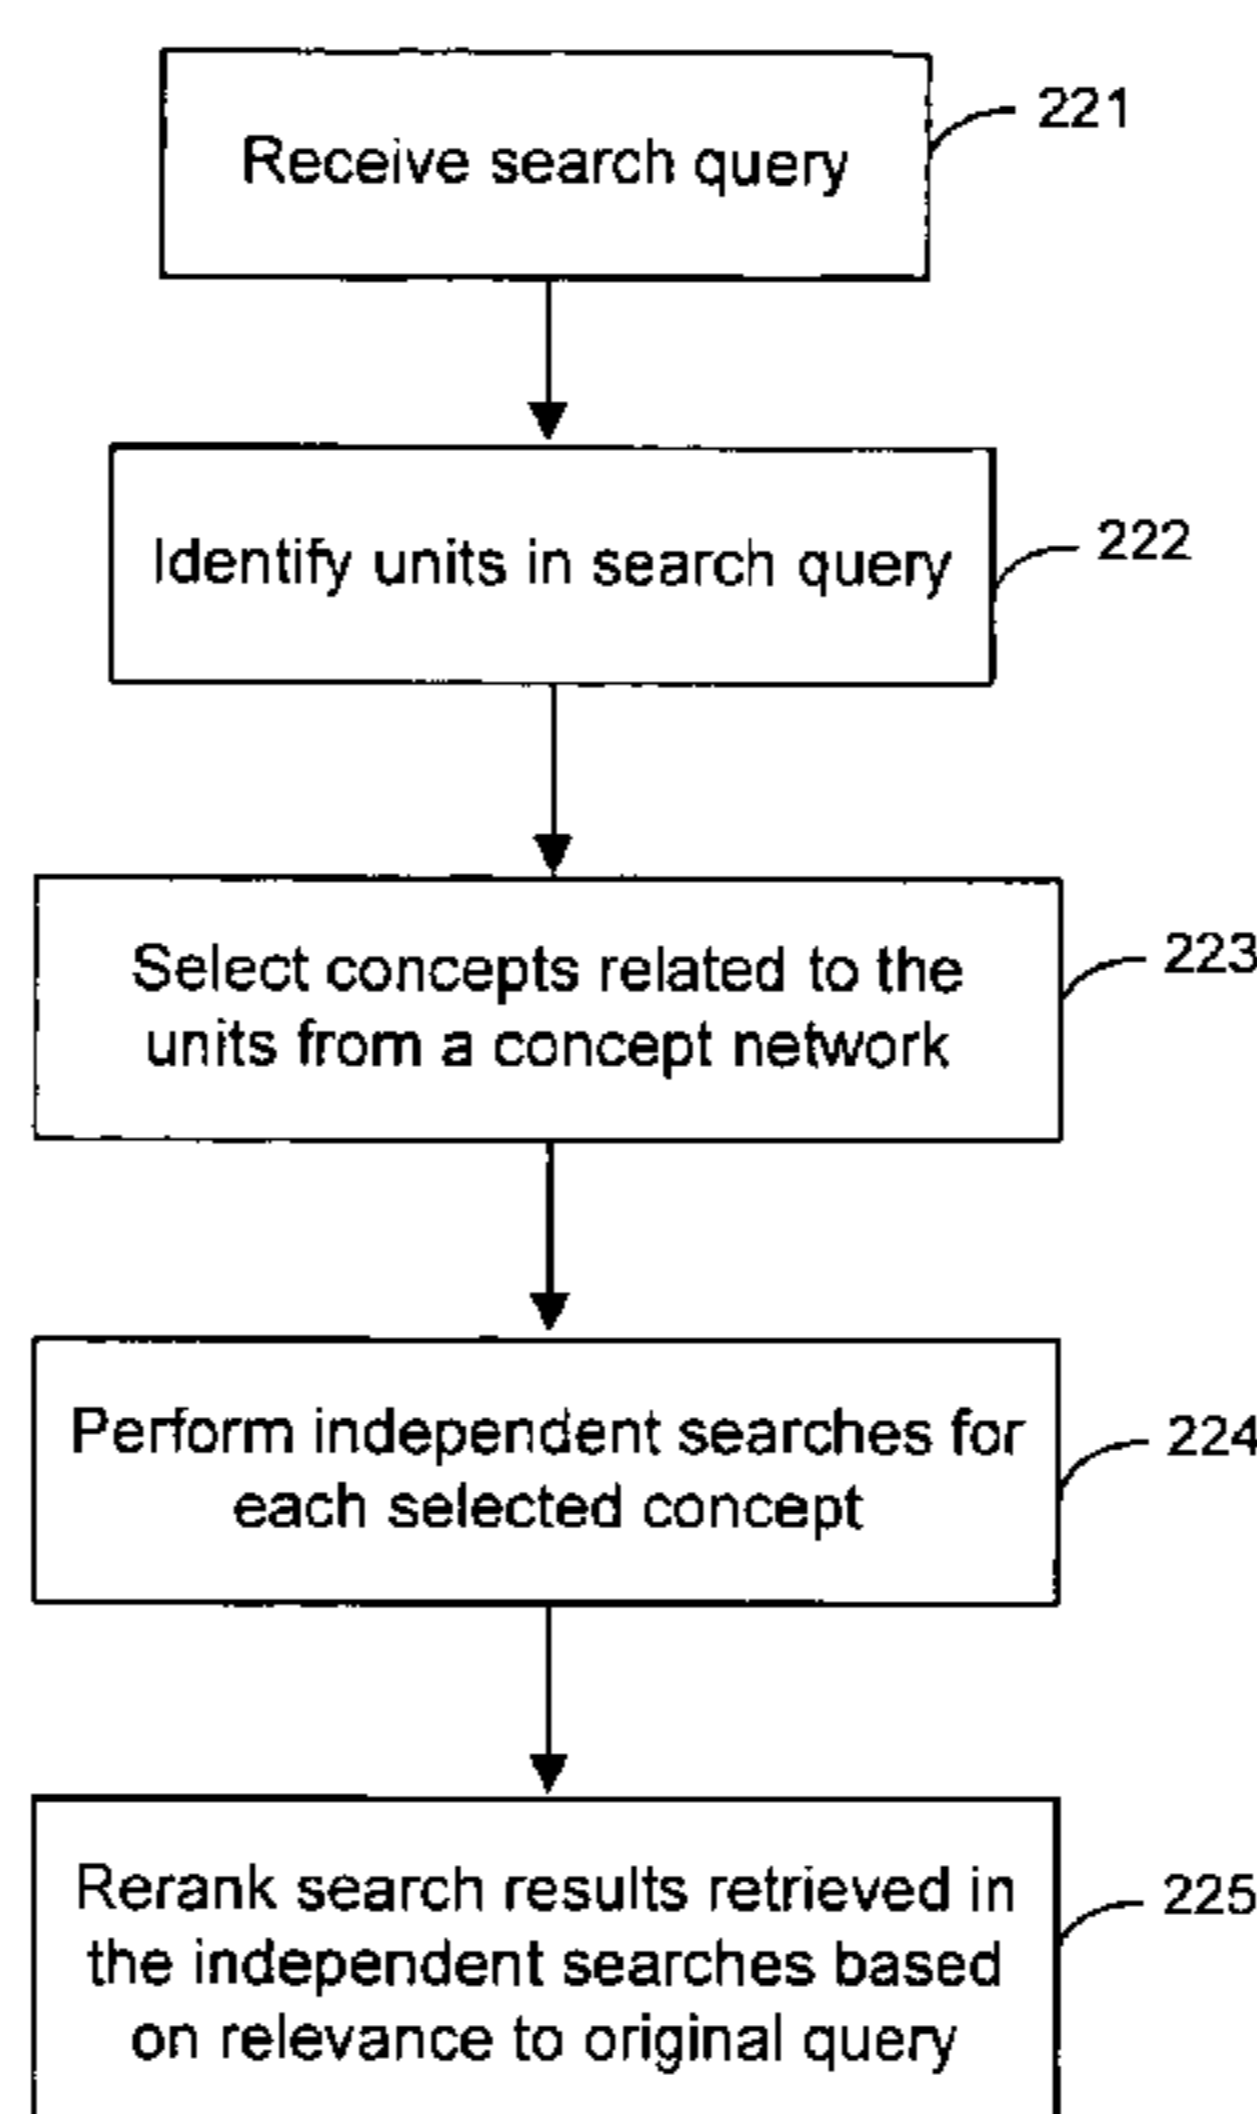 Receive search query
221
Identify units in search query
222
Select concepts related to the
units from a concept network
223
Perform independent searches for
each selected concept
224
Rerank search results retrieved in
the independent searches based
on relevance to original query
225